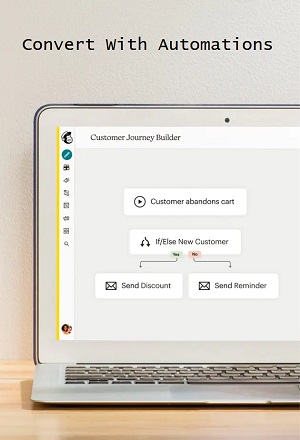 Convert With Automations
Customer Journey Builder
Customer abandons cart
If/Else New Customer
Yes
No
Send Discount
Send Reminder